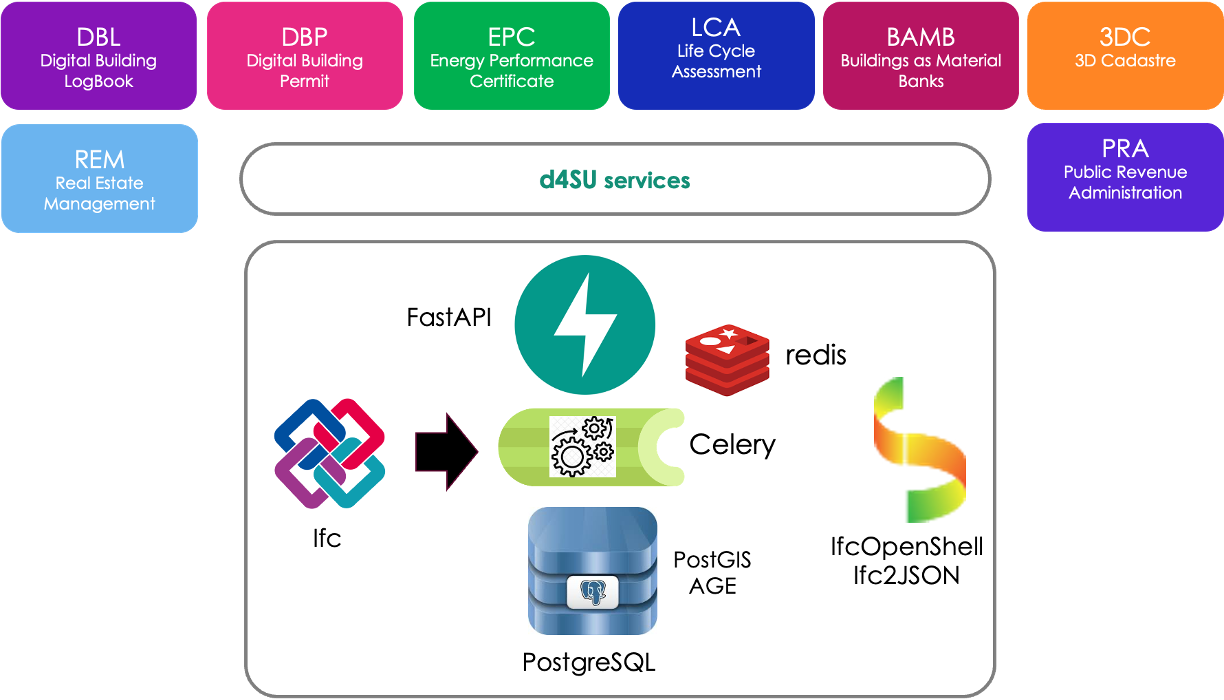 DBL
Digital Building
LogBook
DBP
Digital Building
Permit
EPC
Energy Performance
Certificate
LCA
Life Cycle
Assessment
BAMB
Buildings as Material
Banks
3DC
3D Cadastre
REM
Real Estate
Management
d4SU services
PRA
Public Revenue
Administration
FastAPI
redis
Celery
Ifc
IfcOpenShell
Ifc2JSON
PostGIS
AGE
PostgreSQL